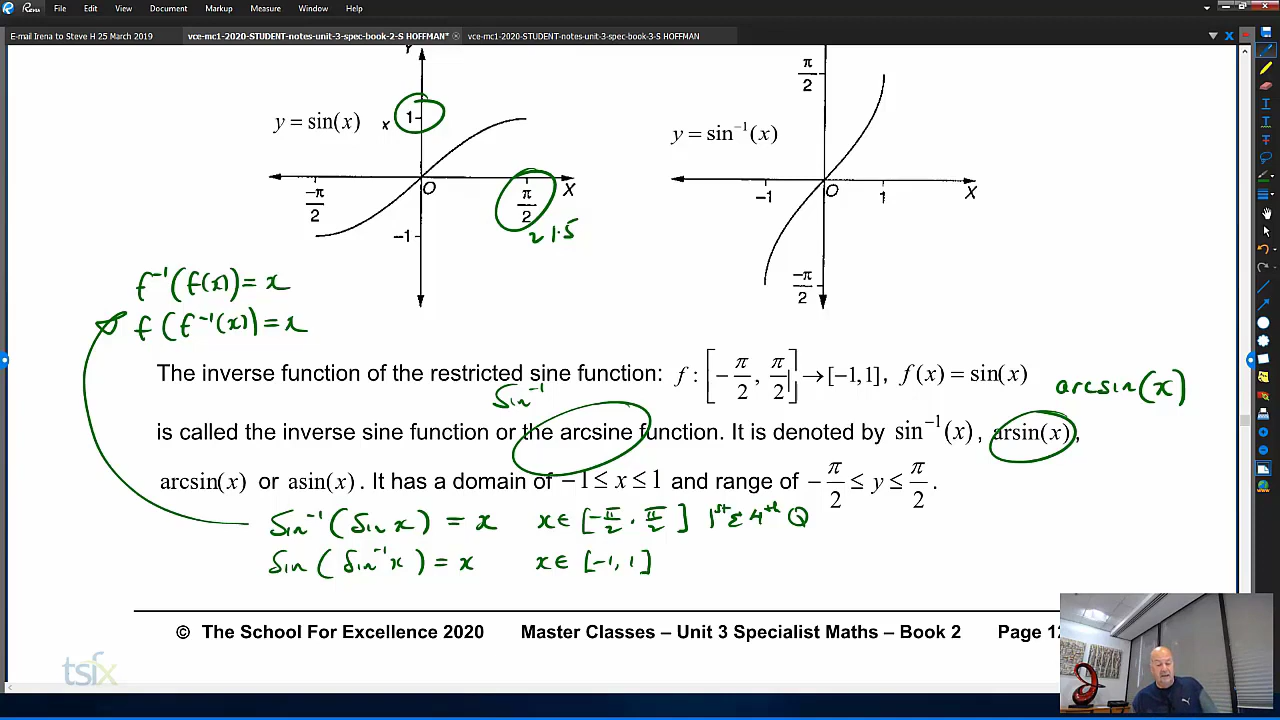 File Edit View Document Markup Measure Window Help
E-mail Irena to Steve H 25 March 2019
vce-mc1-2020-STUDENT-notes-unit-3-spec-book-2-S HOFFMAN*
vce-mc1-2020-STUDENT-notes-unit-3-spec-book-3-S HOFFMAN
Y
y = sin(x)
x
1
O
X
-π/2
π/2
-1
≈ 1.5
π/2
y = sin⁻¹(x)
-1
O
1
X
-π/2
f⁻¹(f(x)) = x
f(f⁻¹(x)) = x
The inverse function of the restricted sine function: f : [-π/2, π/2] → [-1,1], f(x) = sin(x)
Sin⁻¹
arcsin(x)
is called the inverse sine function or the arcsine function. It is denoted by sin⁻¹(x), arsin(x),
arcsin(x) or asin(x). It has a domain of -1 ≤ x ≤ 1 and range of -π/2 ≤ y ≤ π/2.
Sin⁻¹(Sin x) = x x ∈ [-π/2, π/2] 1st & 4th Q
Sin(Sin⁻¹x) = x x ∈ [-1, 1]
© The School For Excellence 2020 Master Classes – Unit 3 Specialist Maths – Book 2 Page
tsfx